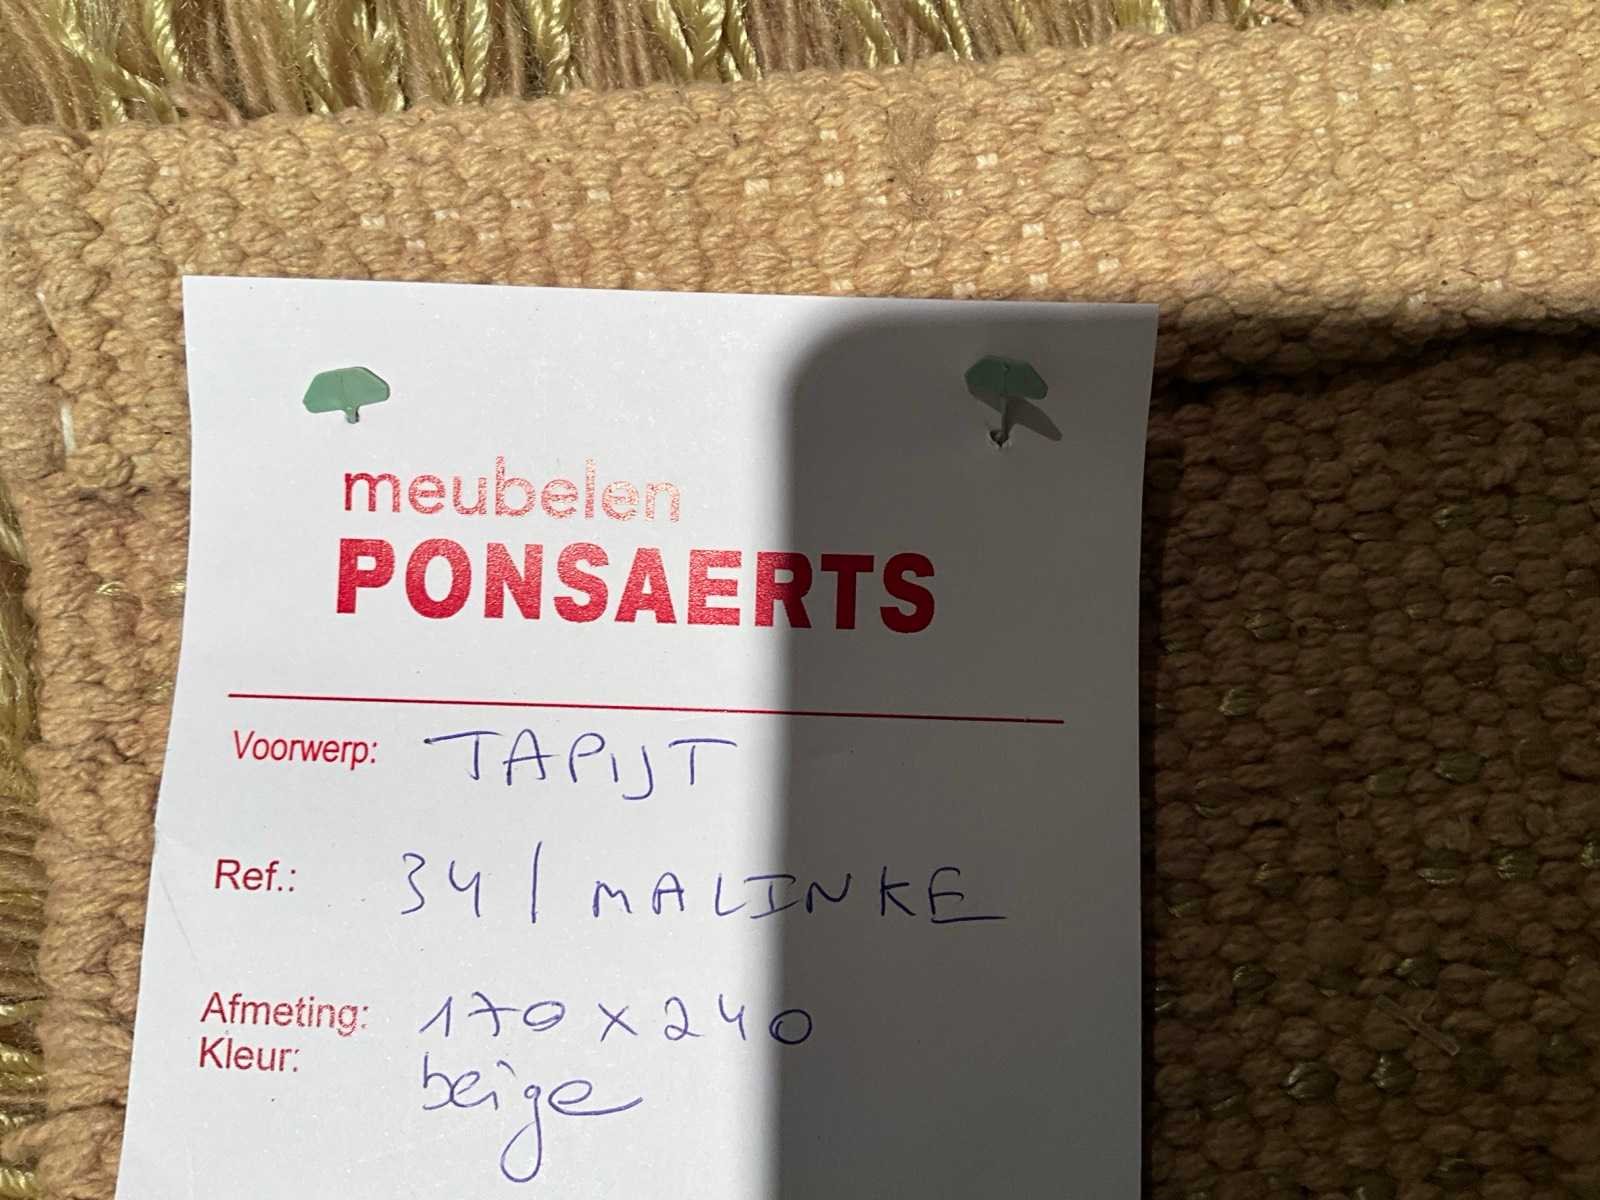 meubelen
PONSAERTS
Voorwerp: TAPIJT
Ref.: 34 / MALINKE
Afmeting: 170 x 240
Kleur: beige